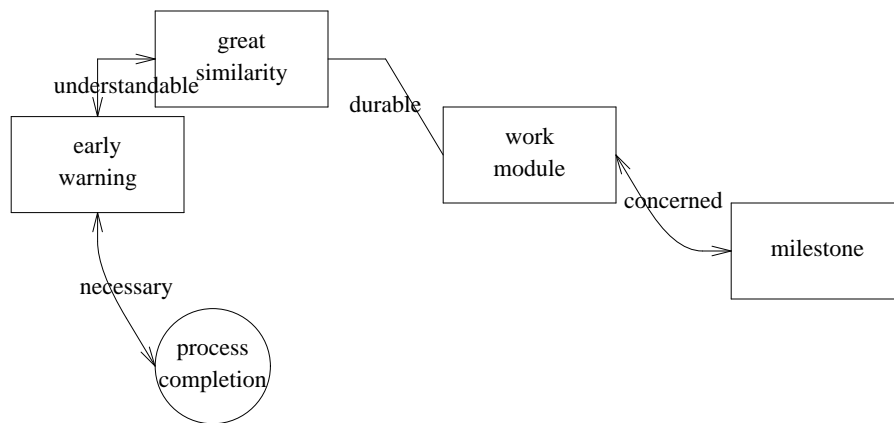 great
similarity
understandable
durable
early
warning
work
module
concerned
milestone
necessary
process
completion